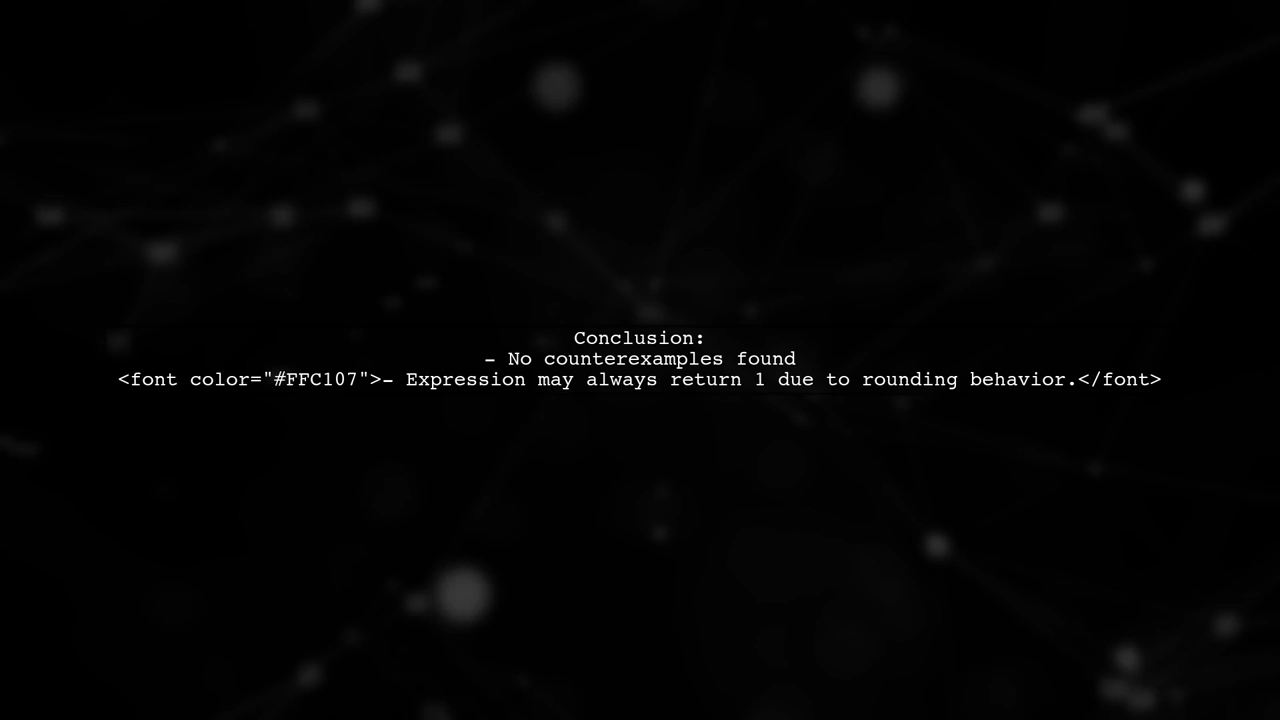 Conclusion:
- No counterexamples found
<font color="#FFC107">- Expression may always return 1 due to rounding behavior.</font>